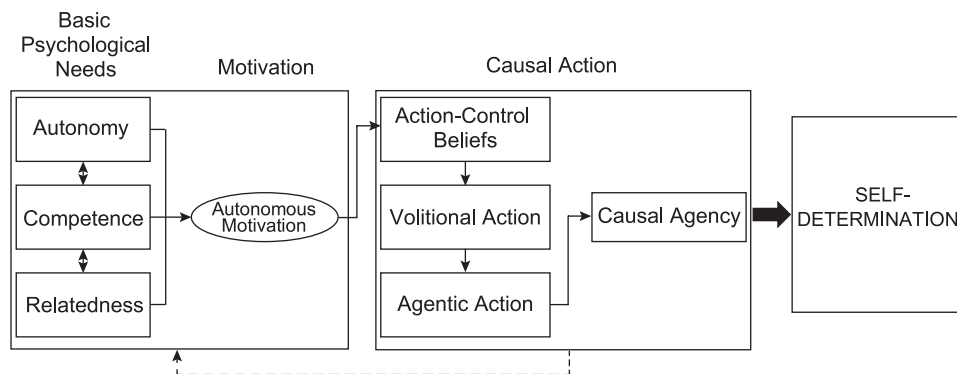 Basic
Psychological
Needs
Motivation
Causal Action
Autonomy
Competence
Relatedness
Autonomous
Motivation
Action-Control
Beliefs
Volitional Action
Agentic Action
Causal Agency
SELF-
DETERMINATION